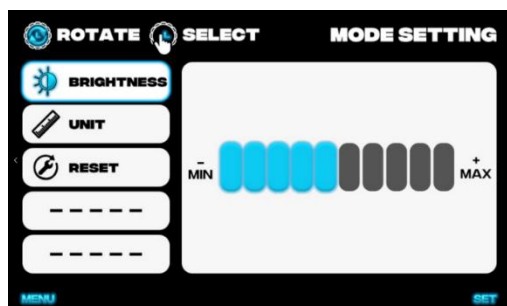 ROTATE SELECT MODE SETTING
BRIGHTNESS
UNIT
RESET
- - - - -
- - - - -
- MIN
+ MAX
MENU SET